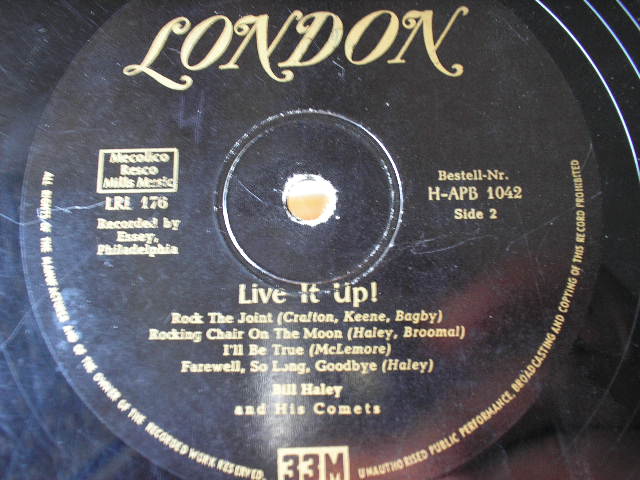 LONDON
Mecolico
Resco
Mills Music
LRL 176
Recorded by
Essey,
Philadelphia
Bestell-Nr.
H-APB 1042
Side 2
Live It Up!
Rock The Joint (Crafton, Keene, Bagby)
Rocking Chair On The Moon (Haley, Broomal)
I'll Be True (McLemore)
Farewell, So Long, Goodbye (Haley)
Bill Haley
and His Comets
33 M
ALL RIGHTS OF THE MANUFACTURER AND OF THE OWNER OF THE RECORDED WORK RESERVED.
UNAUTHORISED PUBLIC PERFORMANCE, BROADCASTING AND COPYING OF THIS RECORD PROHIBITED